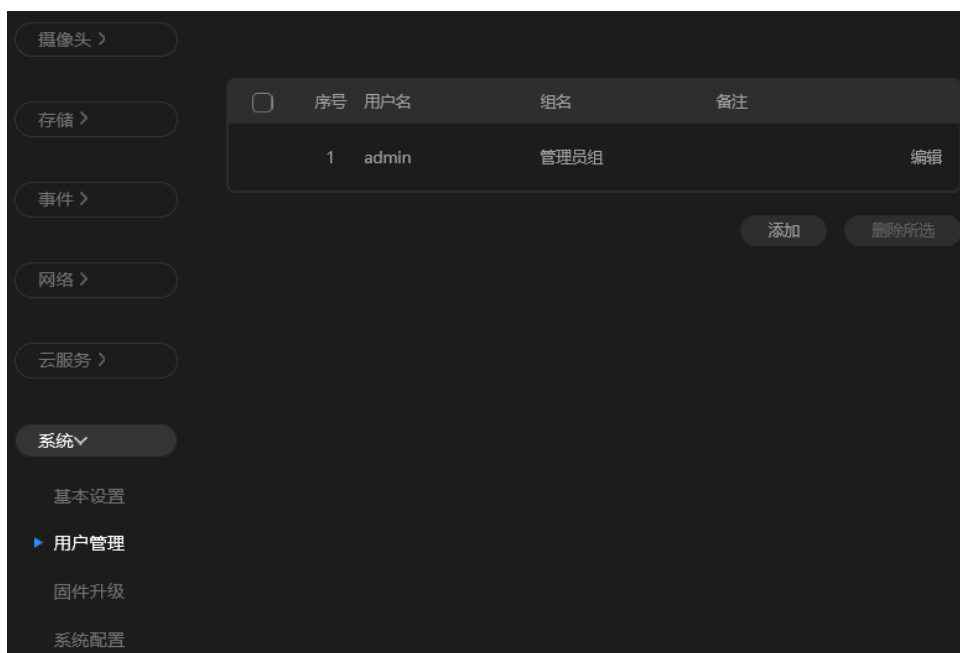 摄像头
存储
事件
网络
云服务
系统
基本设置
用户管理
固件升级
系统配置
序号 用户名 组名 备注
1 admin 管理员组 编辑
添加 删除所选